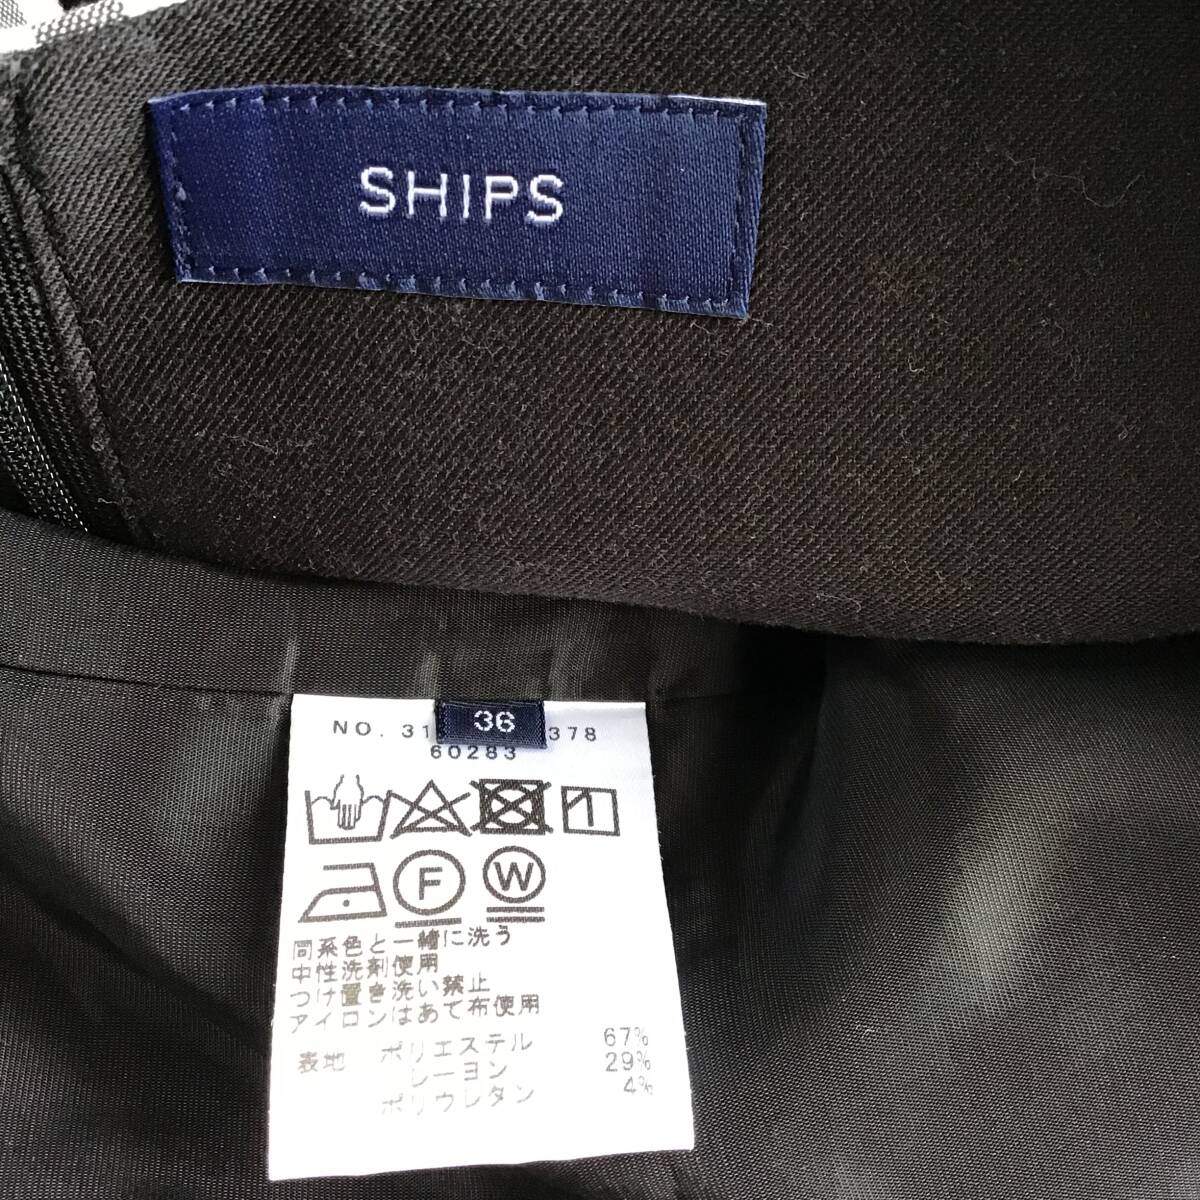 SHIPS
36
NO. 31 378
60283
F W
同系色と一緒に洗う
中性洗剤使用
つけ置き洗い禁止
アイロンはあて布使用
表地 ポリエステル 67%
レーヨン 29%
ポリウレタン 4%